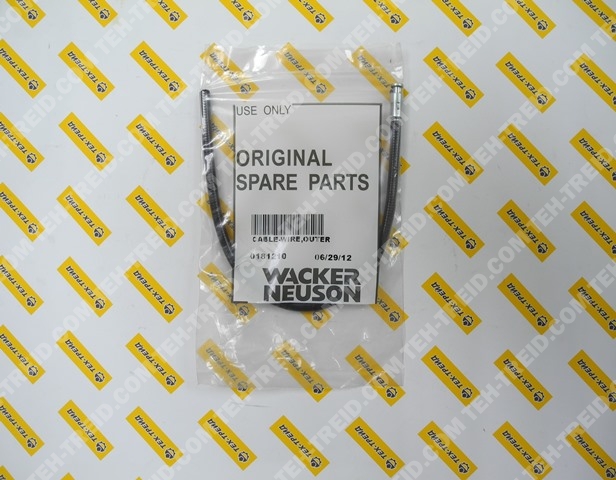 USE ONLY
ORIGINAL
SPARE PARTS
CABLE-WIRE,OUTER
0181210 06/29/12
WACKER
NEUSON
ТЕХ-ТРЕЙД
TEH-TREID.COM